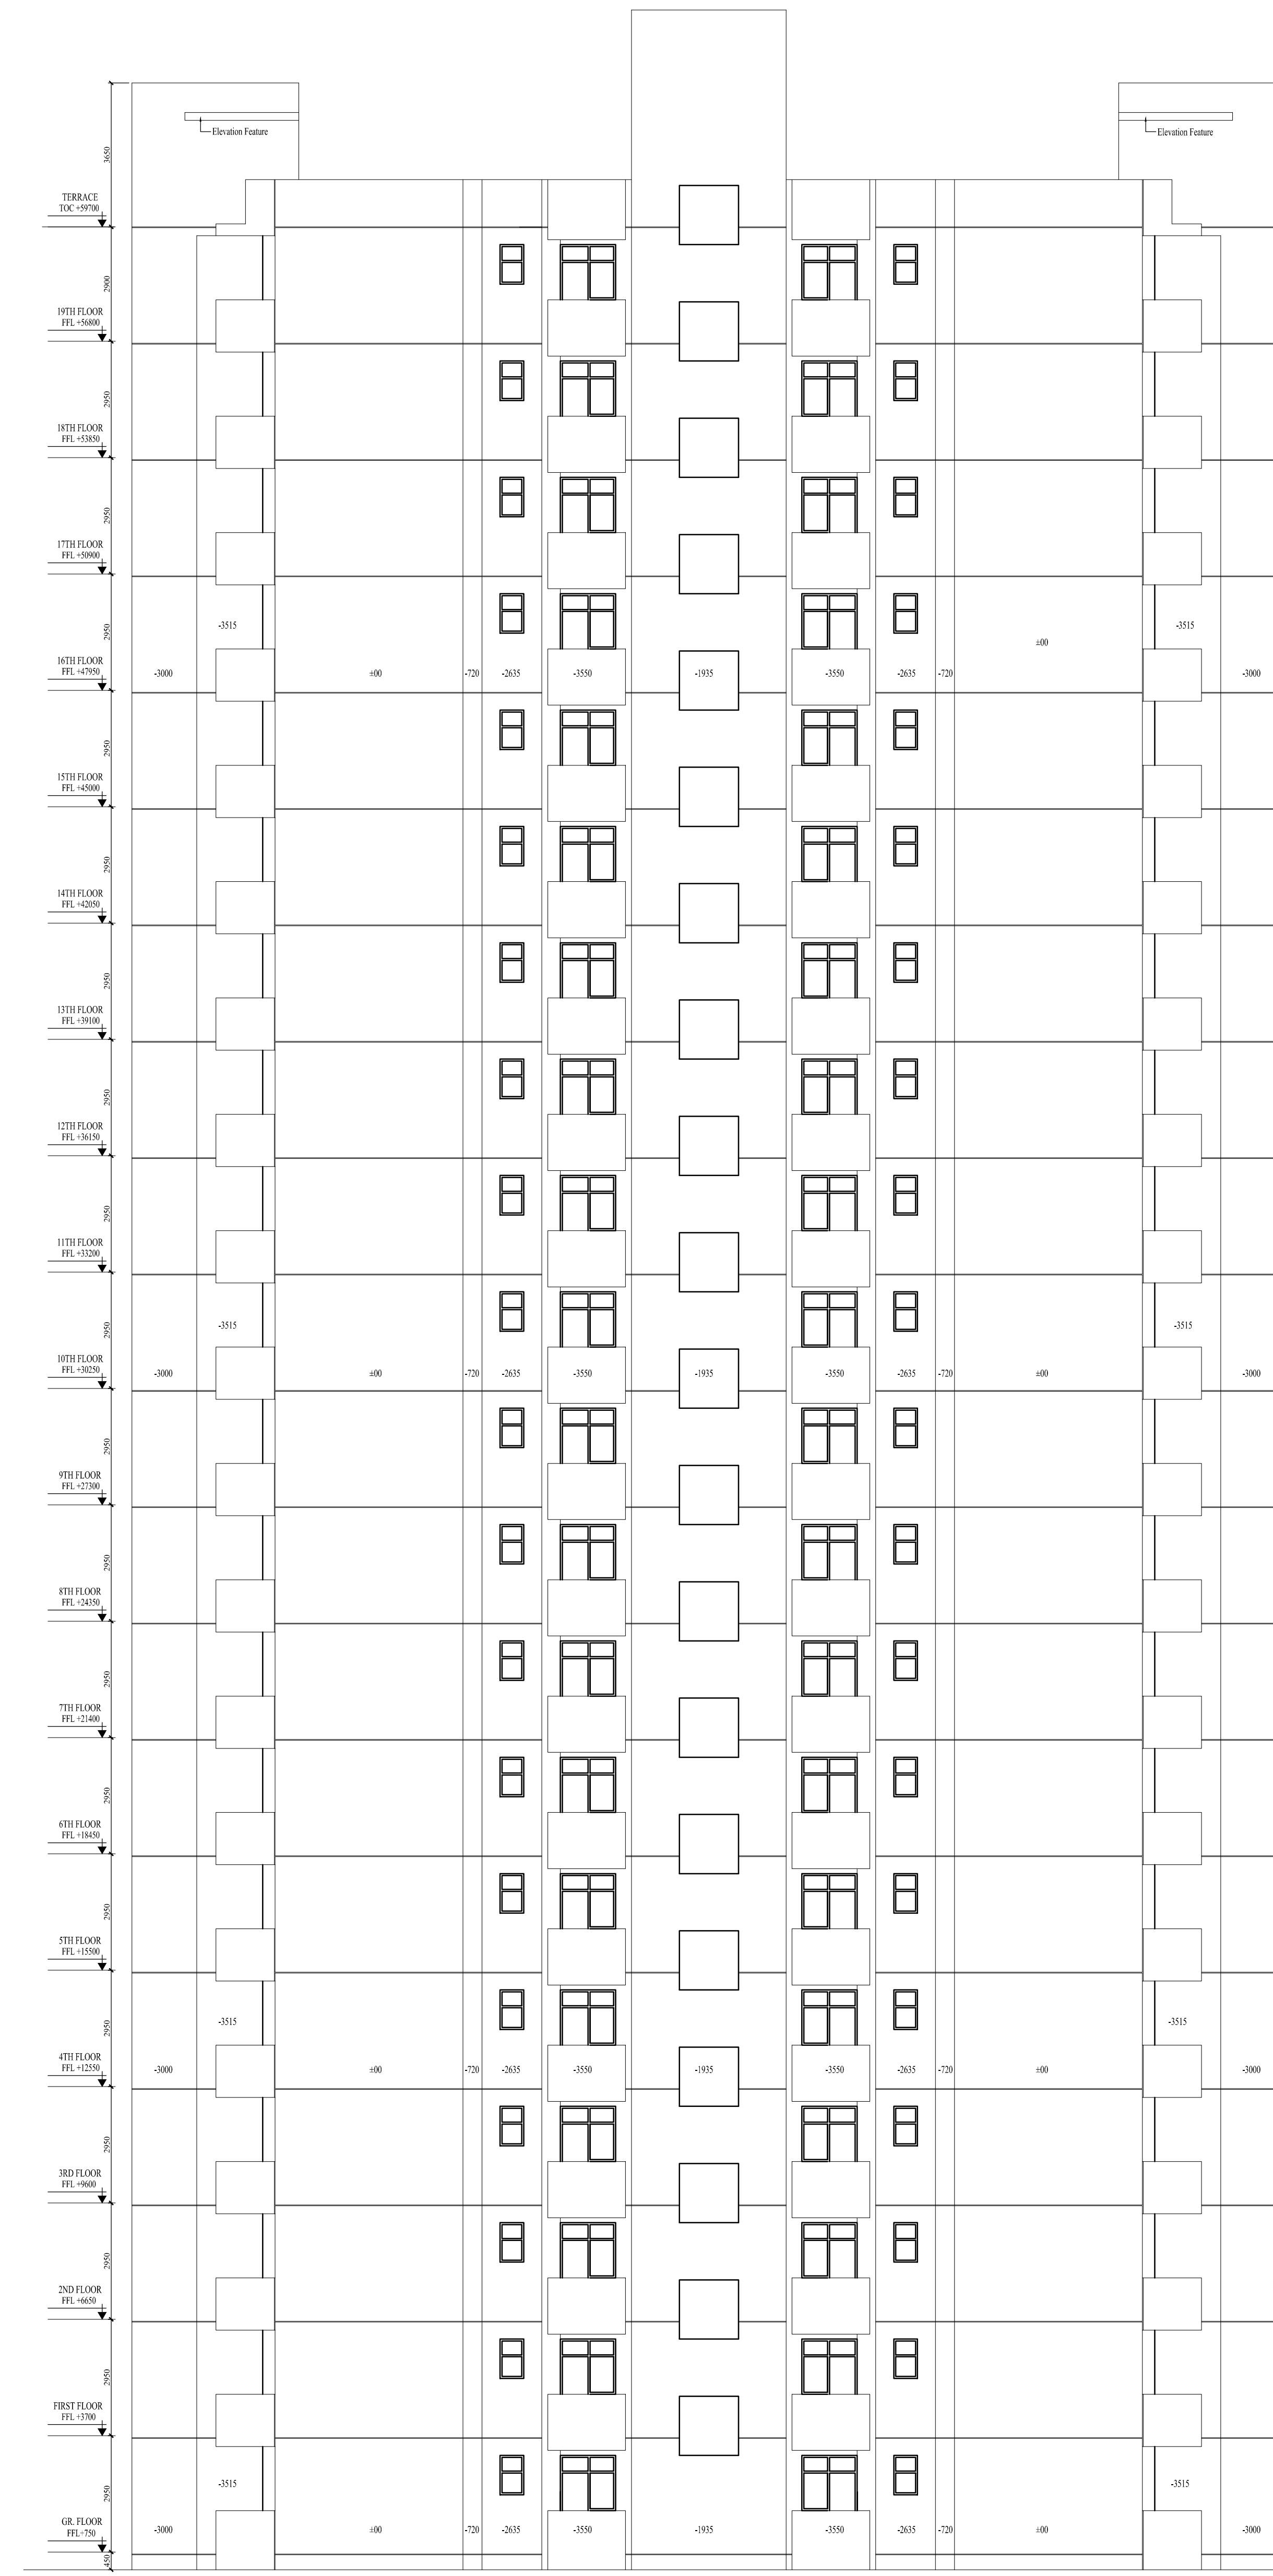 Elevation Feature
Elevation Feature
3650
TERRACE
TOC +59700
2900
19TH FLOOR
FFL +56800
2950
18TH FLOOR
FFL +53850
2950
17TH FLOOR
FFL +50900
2950
-3515
-3515
±00
16TH FLOOR
FFL +47950
-3000
±00
-720
-2635
-3550
-1935
-3550
-2635
-720
-3000
2950
15TH FLOOR
FFL +45000
2950
14TH FLOOR
FFL +42050
2950
13TH FLOOR
FFL +39100
2950
12TH FLOOR
FFL +36150
2950
11TH FLOOR
FFL +33200
2950
-3515
-3515
10TH FLOOR
FFL +30250
-3000
±00
-720
-2635
-3550
-1935
-3550
-2635
-720
±00
-3000
2950
9TH FLOOR
FFL +27300
2950
8TH FLOOR
FFL +24350
2950
7TH FLOOR
FFL +21400
2950
6TH FLOOR
FFL +18450
2950
5TH FLOOR
FFL +15500
2950
-3515
-3515
4TH FLOOR
FFL +12550
-3000
±00
-720
-2635
-3550
-1935
-3550
-2635
-720
±00
-3000
2950
3RD FLOOR
FFL +9600
2950
2ND FLOOR
FFL +6650
2950
FIRST FLOOR
FFL +3700
2950
-3515
-3515
GR. FLOOR
FFL+750
-3000
±00
-720
-2635
-3550
-1935
-3550
-2635
-720
±00
-3000
450